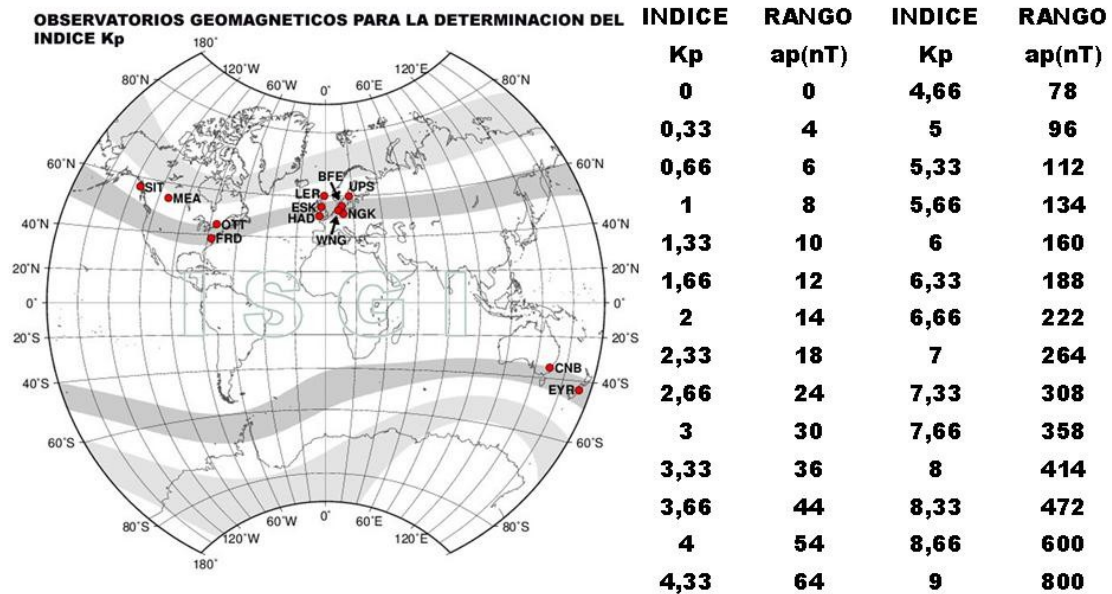 OBSERVATORIOS GEOMAGNETICOS PARA LA DETERMINACION DEL
INDICE Kp
180°
120°W 60°W 0° 60°E 120°E
80°N 80°N
60°N 60°N
40°N 40°N
20°N 20°N
0° 0°
20°S 20°S
40°S 40°S
60°S 60°S
80°S 80°S
120°W 60°W 0° 60°E 120°E
180°
SIT
MEA
OTT
FRD
BFE
LER
UPS
ESK
HAD
NGK
WNG
ISGI
CNB
EYR
INDICE RANGO INDICE RANGO
Kp ap(nT) Kp ap(nT)
0 0 4,66 78
0,33 4 5 96
0,66 6 5,33 112
1 8 5,66 134
1,33 10 6 160
1,66 12 6,33 188
2 14 6,66 222
2,33 18 7 264
2,66 24 7,33 308
3 30 7,66 358
3,33 36 8 414
3,66 44 8,33 472
4 54 8,66 600
4,33 64 9 800